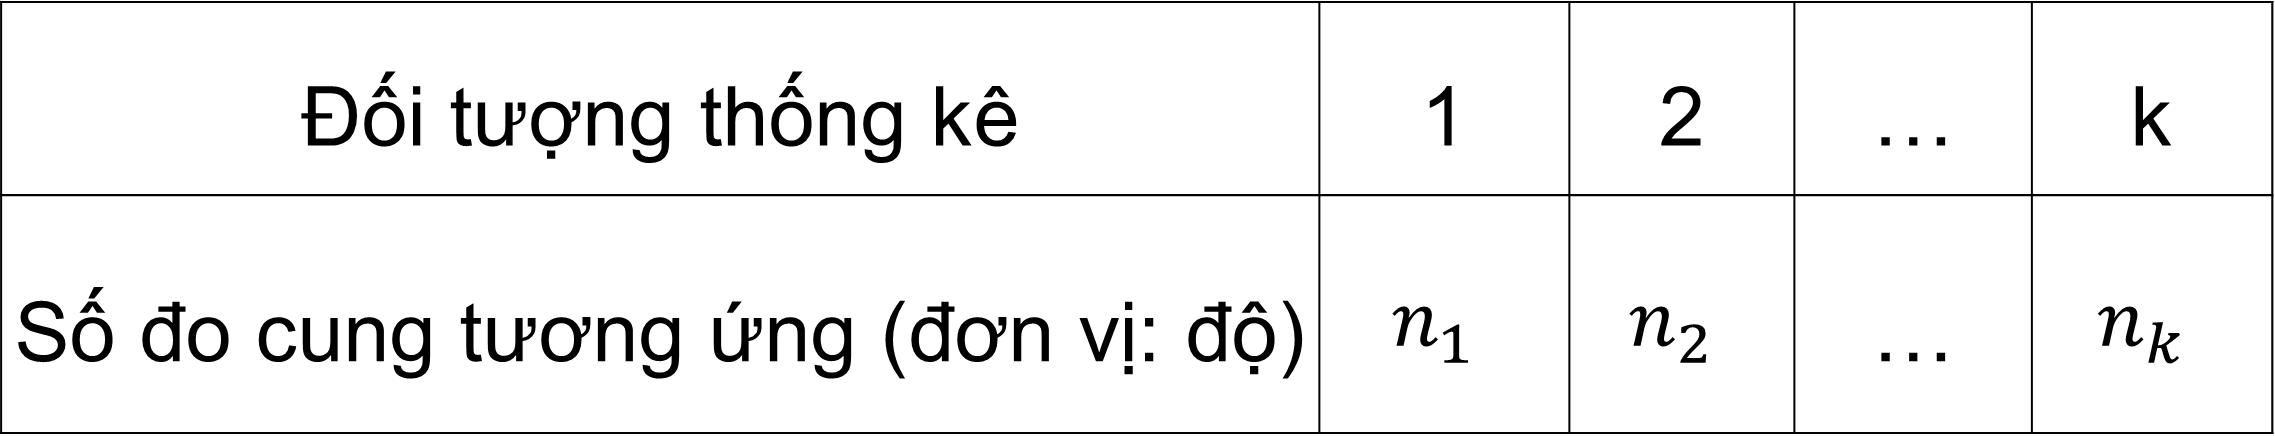 Đối tượng thống kê 1 2 … k
Số đo cung tương ứng (đơn vị: độ) n₁ n₂ … nₖ